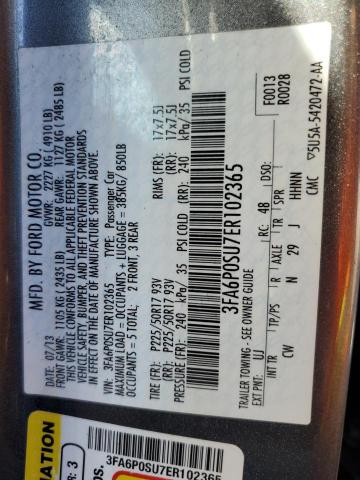 MFD. BY FORD MOTOR CO.
07/13 GVWR: 2227 KG (4910 LB)
FRONT GAWR: 1105 KG (2435 LB) REAR GAWR: 1127 KG (2485 LB)
THIS VEHICLE CONFORMS TO ALL APPLICABLE FEDERAL MOTOR
VEHICLE SAFETY, BUMPER, AND THEFT PREVENTION STANDARDS
IN EFFECT ON THE DATE OF MANUFACTURE SHOWN ABOVE.
VIN: 3FA6P0SU7ER102365 TYPE: Passenger Car
MAXIMUM LOAD = OCCUPANTS + LUGGAGE = 385KG/ 850LB
OCCUPANTS = 5 TOTAL: 2 FRONT, 3 REAR
TIRE (FR): P225/50R17 93V RIMS (FR): 17x7.5J
(RR): P225/50R17 93V (RR): 17x7.5J
PRESSURE (FR): 240 kPa/ 35 PSI COLD (RR): 240 kPa/ 35 PSI COLD
3FA6P0SU7ER102365
F0013
R0028
TRAILER TOWING - SEE OWNER GUIDE
EXT PNT: UJ RC: 48 DSO:
INT TR TP/PS R AXLE TR SPR
CW N 29 J HHNN
CMC
5U5A-5420472-AA
NATION
R: 3
os.
3FA6P0SU7ER102365